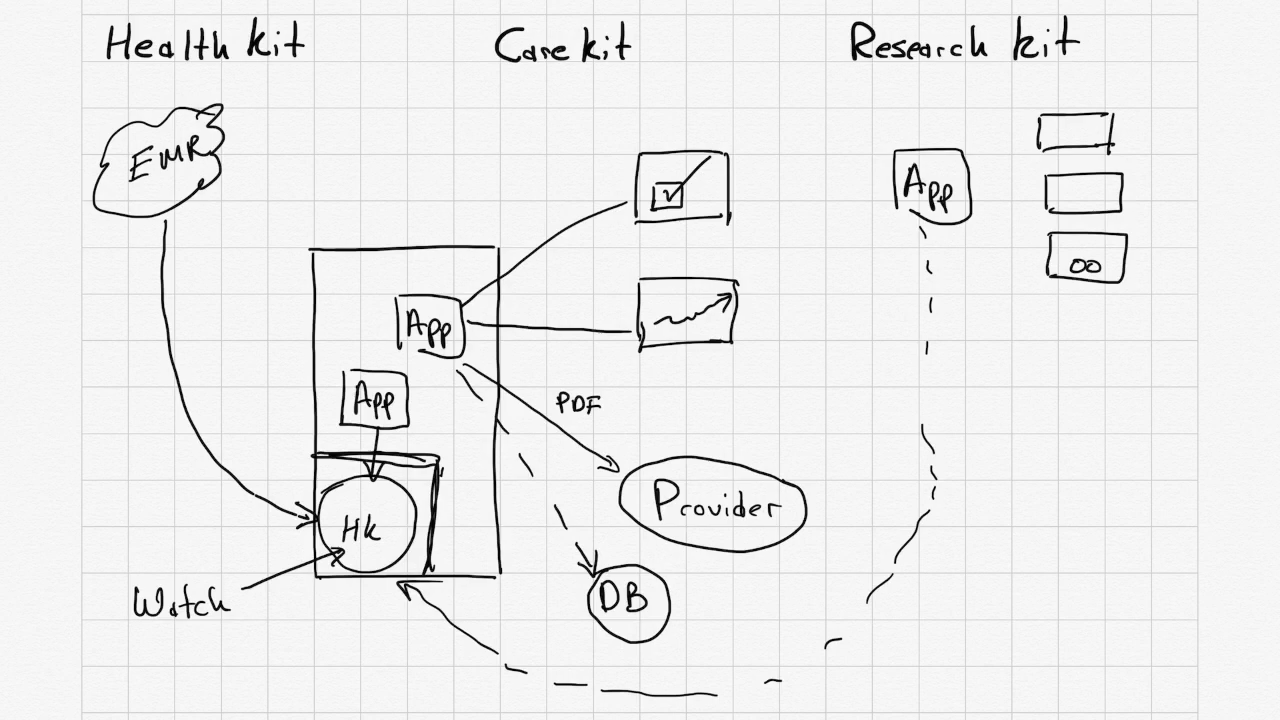 Health kit
Care kit
Research kit
EMR
App
App
App
PDF
HK
Provider
Watch
DB